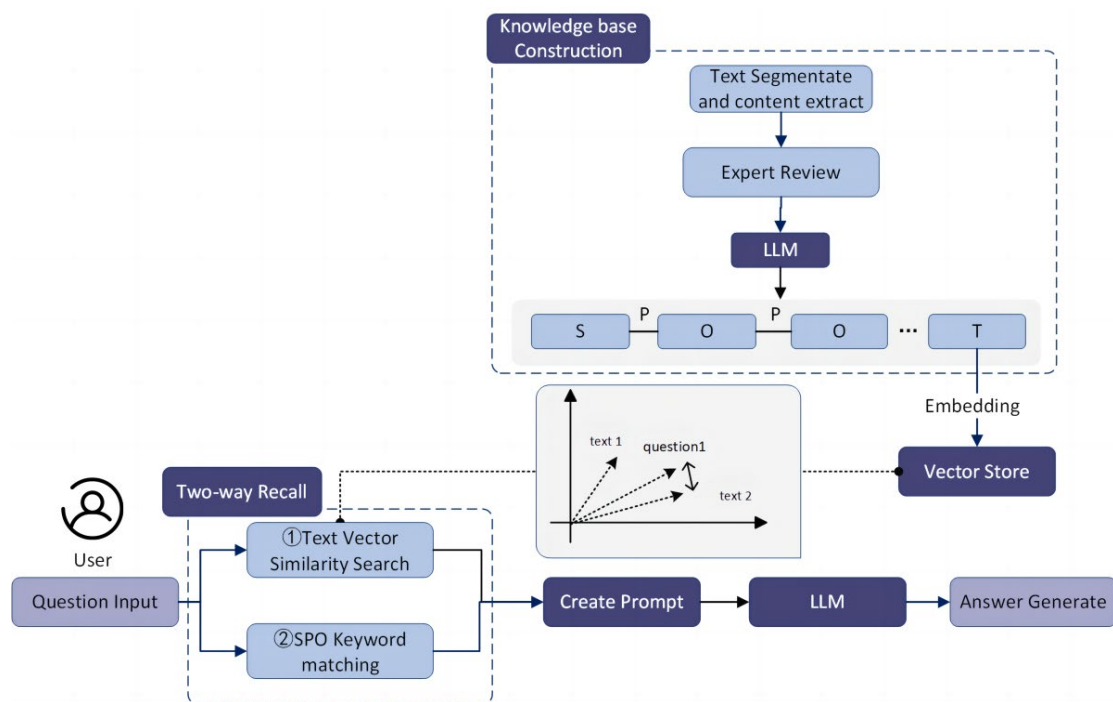 Knowledge base
Construction
Text Segmentate
and content extract
Expert Review
LLM
P P
S O O ... T
Embedding
text 1 question1
text 2
Vector Store
Two-way Recall
User
①Text Vector
Similarity Search
Question Input
Create Prompt
LLM
Answer Generate
②SPO Keyword
matching